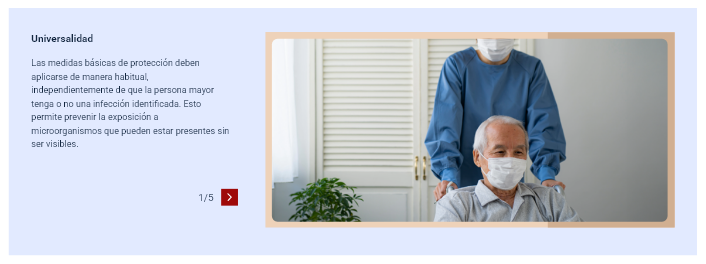 Universalidad
Las medidas básicas de protección deben
aplicarse de manera habitual,
independientemente de que la persona mayor
tenga o no una infección identificada. Esto
permite prevenir la exposición a
microorganismos que pueden estar presentes sin
ser visibles.
1/5